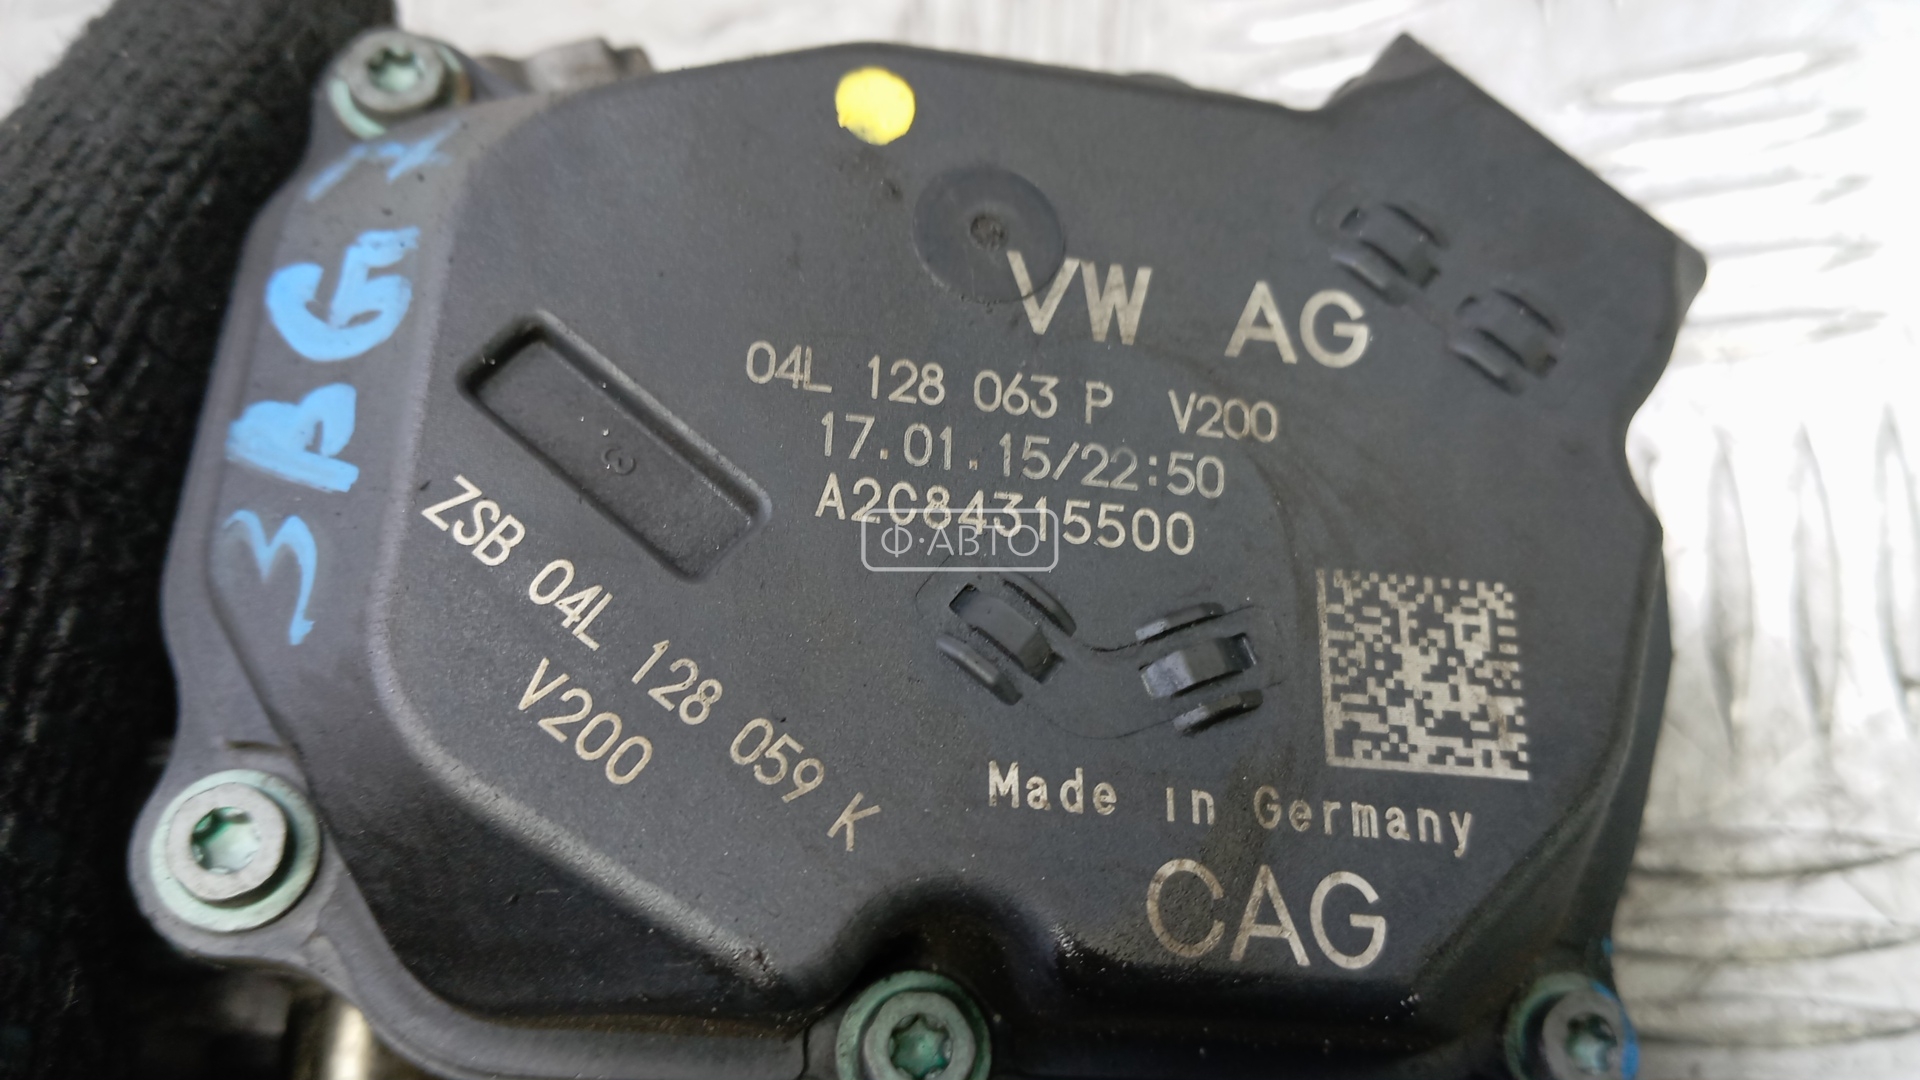 VW AG
04L 128 063 P V200
17.01.15/22:50
A2C84315500
Ф·АВТО
ZSB 04L 128 059 K
V200
3
Made in Germany
CAG